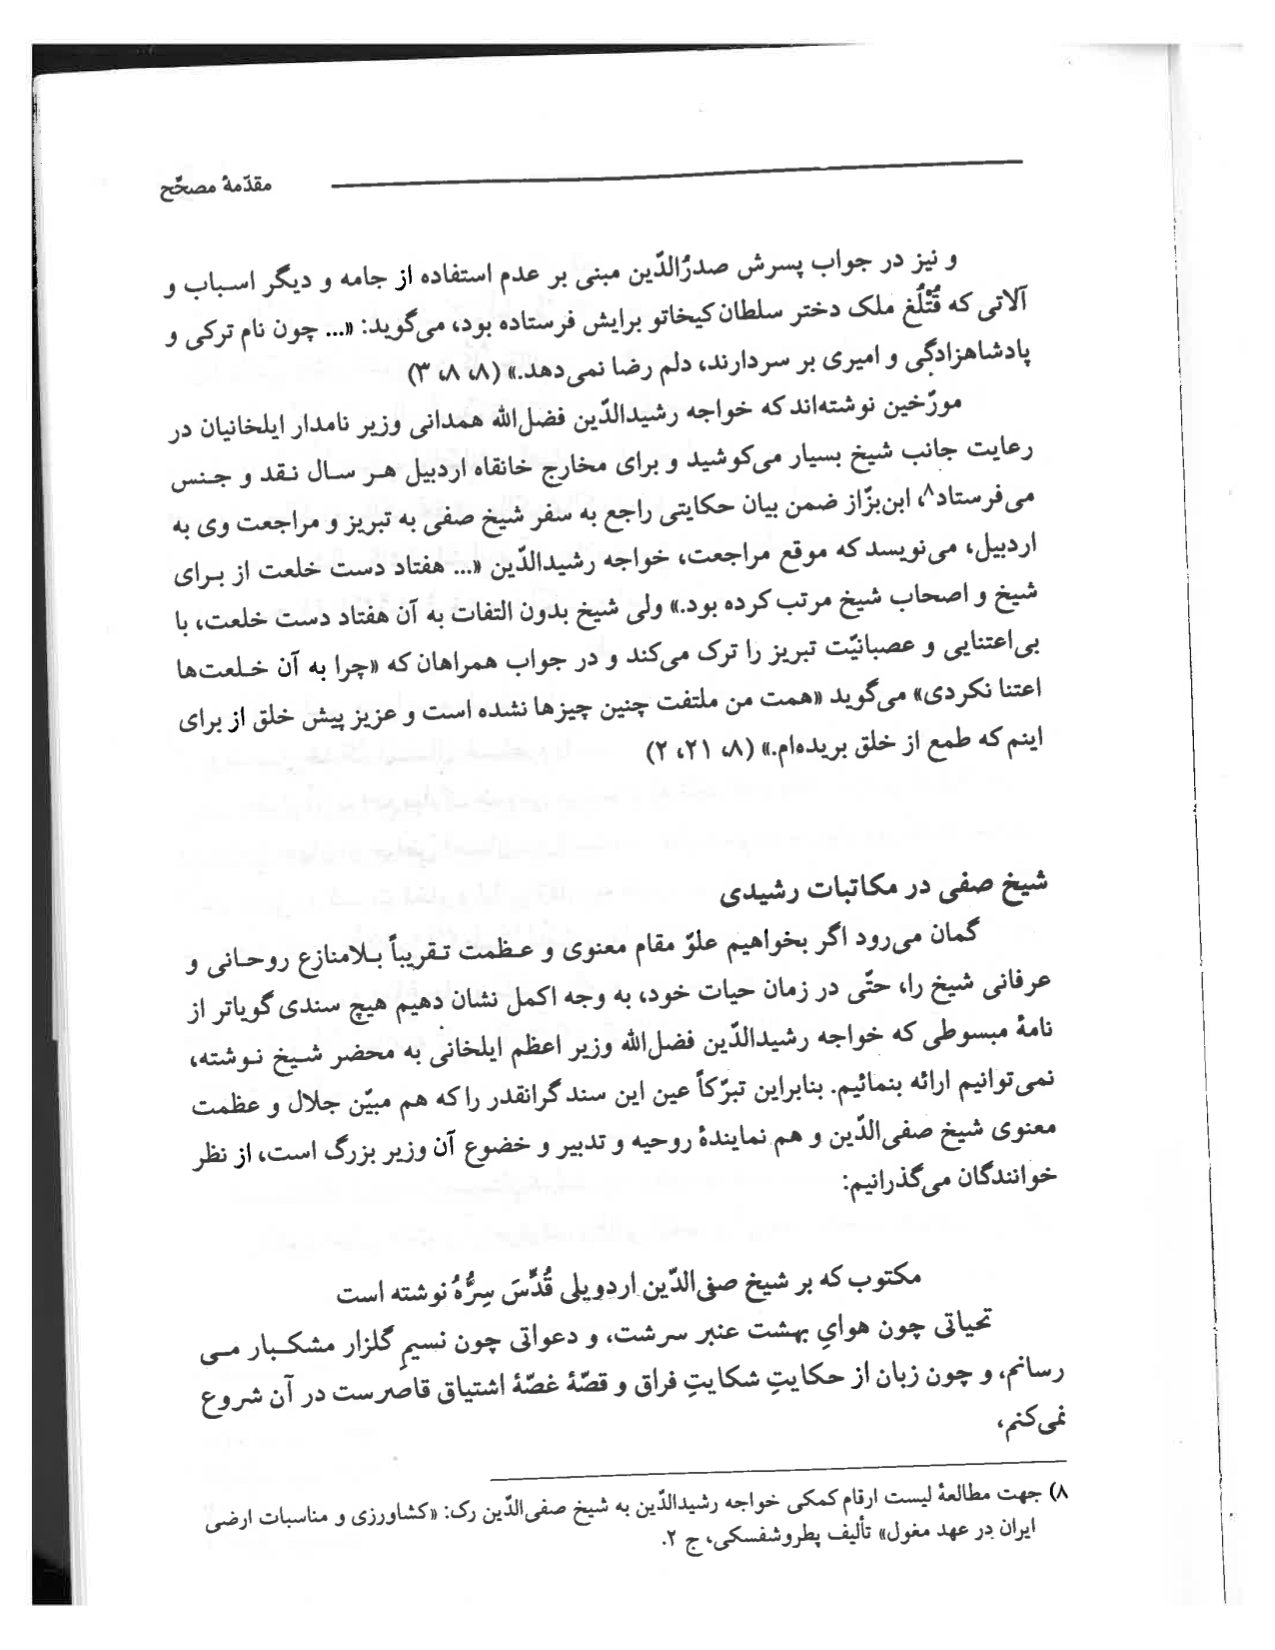 مقدّمهٔ مصحّح
و نیز در جواب پسرش صدرُالدّین مبنی بر عدم استفاده از جامه و دیگر اسباب و
آلاتی که قُتْلُغ ملک دختر سلطان کیخاتو برایش فرستاده بود، می‌گوید: «... چون نام ترکی و
پادشاهزادگی و امیری بر سر دارند، دلم رضا نمی‌دهد.» (۸، ۸، ۳)
مورّخین نوشته‌اند که خواجه رشیدالدّین فضل‌الله همدانی وزیر نامدار ایلخانیان در
رعایت جانب شیخ بسیار می‌کوشید و برای مخارج خانقاه اردبیل هر سال نقد و جنس
می‌فرستاد۸، ابن‌بزّاز ضمن بیان حکایتی راجع به سفر شیخ صفی به تبریز و مراجعت وی به
اردبیل، می‌نویسد که موقع مراجعت، خواجه رشیدالدّین «... هفتاد دست خلعت از برای
شیخ و اصحاب شیخ مرتب کرده بود.» ولی شیخ بدون التفات به آن هفتاد دست خلعت، با
بی‌اعتنایی و عصبانیّت تبریز را ترک می‌کند و در جواب همراهان که «چرا به آن خلعت‌ها
اعتنا نکردی» می‌گوید «همت من ملتفت چنین چیزها نشده است و عزیز پیش خلق از برای
اینم که طمع از خلق بریده‌ام.» (۸، ۲۱، ۲)
شیخ صفی در مکاتبات رشیدی
گمان می‌رود اگر بخواهیم علوّ مقام معنوی و عظمت تقریباً بلامنازع روحانی و
عرفانی شیخ را، حتّی در زمان حیات خود، به وجه اکمل نشان دهیم هیچ سندی گویاتر از
نامهٔ مبسوطی که خواجه رشیدالدّین فضل‌الله وزیر اعظم ایلخانی به محضر شیخ نوشته،
نمی‌توانیم ارائه بنمائیم. بنابراین تبرّکاً عین این سند گرانقدر را که هم مبیّن جلال و عظمت
معنوی شیخ صفی‌الدّین و هم نمایندهٔ روحیه و تدبیر و خضوع آن وزیر بزرگ است، از نظر
خوانندگان می‌گذرانیم:
مکتوب که بر شیخ صفی‌الدّین اردویلی قُدِّسَ سِرُّهُ نوشته است
تحیاتی چون هوایِ بهشت عنبر سرشت، و دعواتی چون نسیمِ گلزار مشکبار می
رسانم، و چون زبان از حکایتِ شکایتِ فراق و قصّهٔ غصّهٔ اشتیاق قاصرست در آن شروع
نمی‌کنم،
۸) جهت مطالعهٔ لیست ارقام کمکی خواجه رشیدالدّین به شیخ صفی‌الدّین رک: «کشاورزی و مناسبات ارضی
ایران در عهد مغول» تألیف پطروشفسکی، ج ۲.